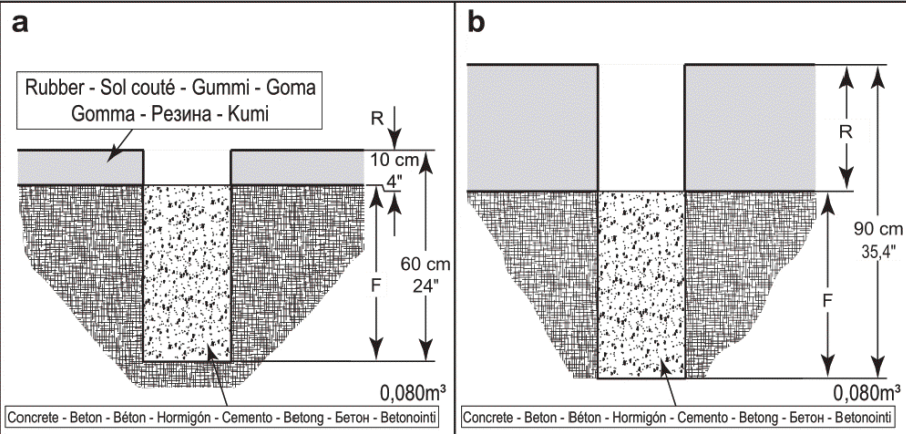 a
Rubber - Sol couté - Gummi - Goma
Gomma - Резина - Kumi
R
10 cm
4"
60 cm
24"
F
0,080m³
Concrete - Beton - Béton - Hormigón - Cemento - Betong - Бетон - Betonointi
b
R
90 cm
35,4"
F
0,080m³
Concrete - Beton - Béton - Hormigón - Cemento - Betong - Бетон - Betonointi